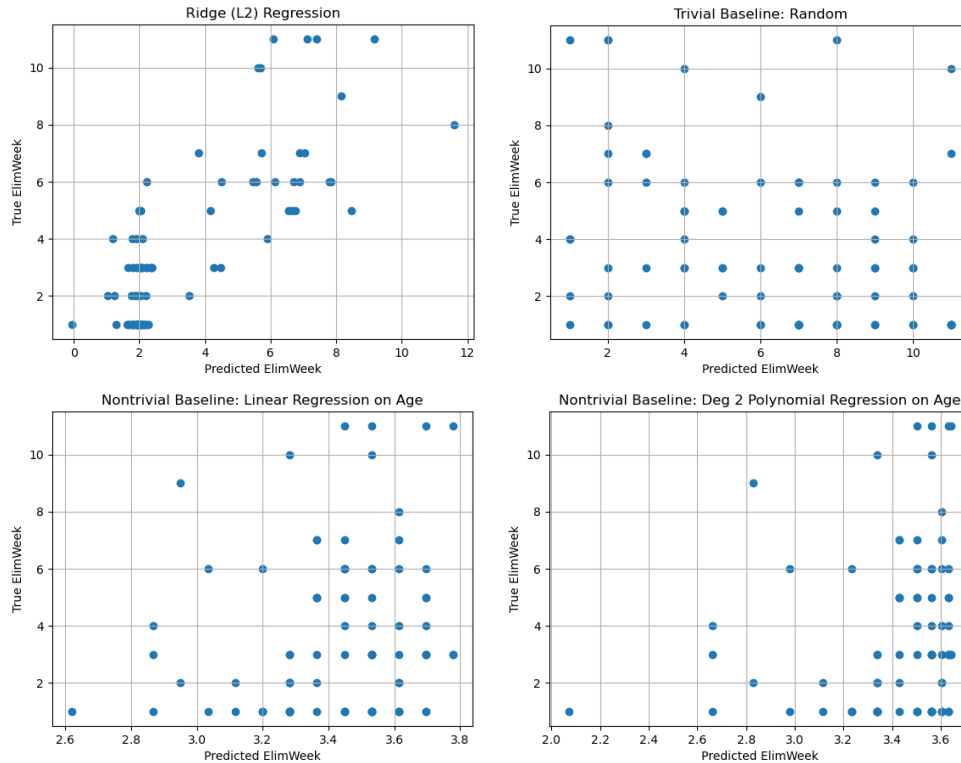 Ridge (L2) Regression
True ElimWeek
10
8
6
4
2
0 2 4 6 8 10 12
Predicted ElimWeek
Trivial Baseline: Random
True ElimWeek
10
8
6
4
2
2 4 6 8 10
Predicted ElimWeek
Nontrivial Baseline: Linear Regression on Age
True ElimWeek
10
8
6
4
2
2.6 2.8 3.0 3.2 3.4 3.6 3.8
Predicted ElimWeek
Nontrivial Baseline: Deg 2 Polynomial Regression on Age
True ElimWeek
10
8
6
4
2
2.0 2.2 2.4 2.6 2.8 3.0 3.2 3.4 3.6
Predicted ElimWeek